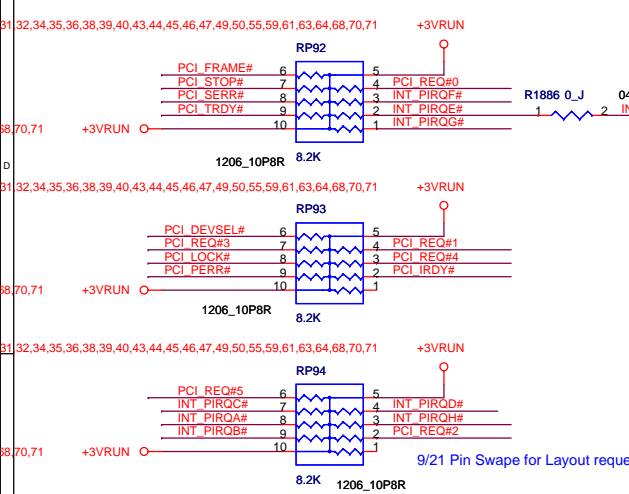 31,32,34,35,36,38,39,40,43,44,45,46,47,49,50,55,59,61,63,64,68,70,71 +3VRUN
RP92
PCI_FRAME# 6 5
PCI_STOP# 7 4 PCI_REQ#0
PCI_SERR# 8 3 INT_PIRQF# R1886 0_J 04
PCI_TRDY# 9 2 INT_PIRQE# 1 2 IN
68,70,71 +3VRUN 10 1 INT_PIRQG#
1206_10P8R 8.2K
D
31,32,34,35,36,38,39,40,43,44,45,46,47,49,50,55,59,61,63,64,68,70,71 +3VRUN
RP93
PCI_DEVSEL# 6 5
PCI_REQ#3 7 4 PCI_REQ#1
PCI_LOCK# 8 3 PCI_REQ#4
PCI_PERR# 9 2 PCI_IRDY#
68,70,71 +3VRUN 10 1
1206_10P8R 8.2K
31,32,34,35,36,38,39,40,43,44,45,46,47,49,50,55,59,61,63,64,68,70,71 +3VRUN
RP94
PCI_REQ#5 6 5
INT_PIRQC# 7 4 INT_PIRQD#
INT_PIRQA# 8 3 INT_PIRQH#
INT_PIRQB# 9 2 PCI_REQ#2
68,70,71 +3VRUN 10 1
9/21 Pin Swape for Layout reque
8.2K 1206_10P8R